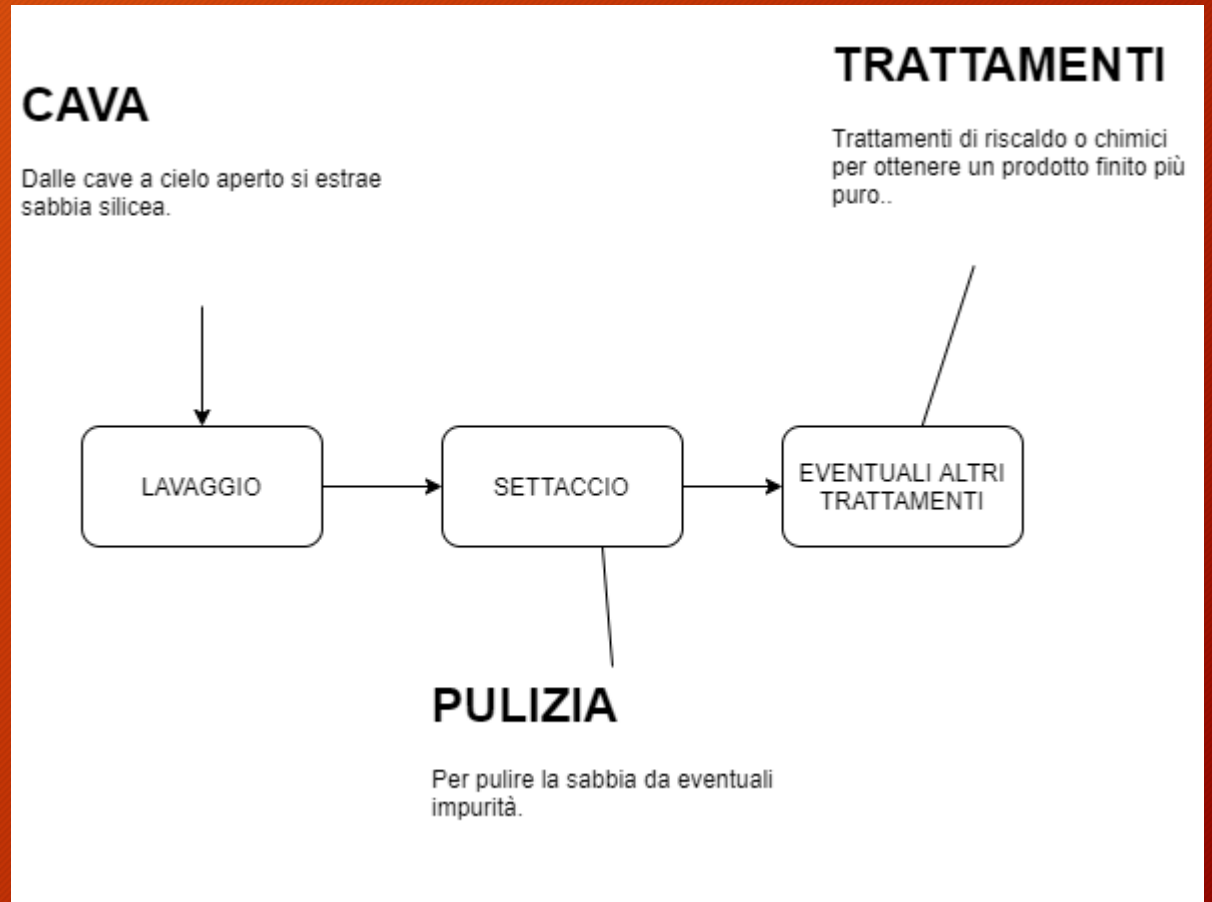 CAVA
Dalle cave a cielo aperto si estrae
sabbia silicea.
TRATTAMENTI
Trattamenti di riscaldo o chimici
per ottenere un prodotto finito più
puro..
LAVAGGIO
SETTACCIO
EVENTUALI ALTRI
TRATTAMENTI
PULIZIA
Per pulire la sabbia da eventuali
impurità.